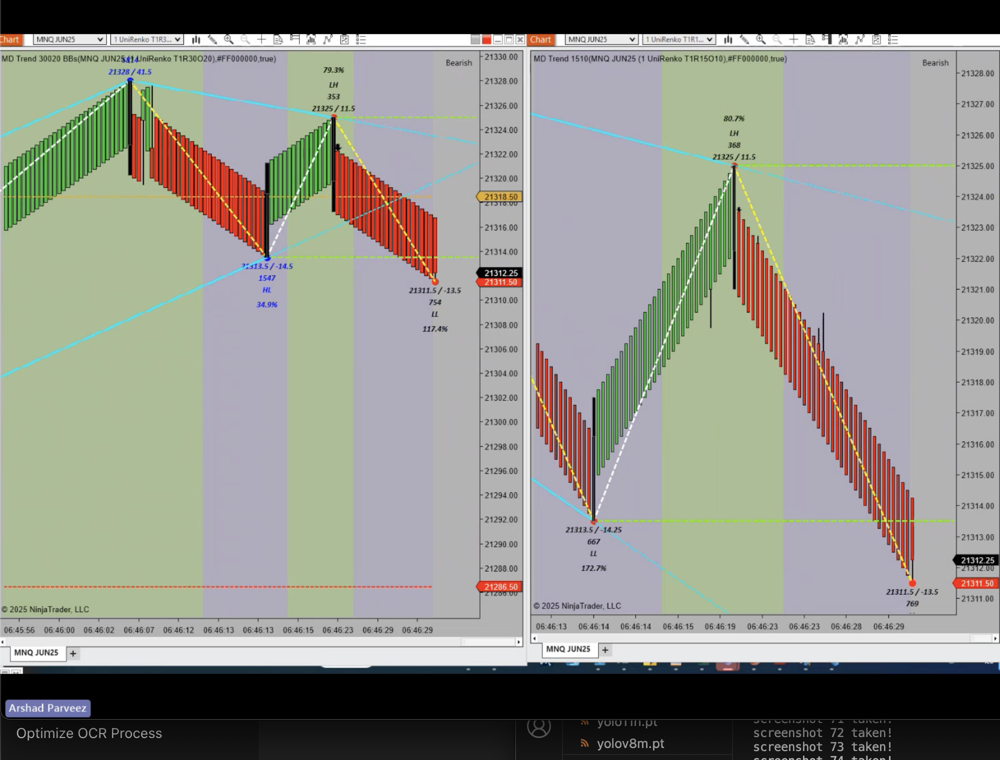 Chart MNQ JUN25 1 UniRenko T1R3...
Chart MNQ JUN25 1 UniRenko T1R1...
MD Trend 30020 BBs(MNQ JUN25 (1 UniRenko T1R30O20),#FF000000,true)
Bearish
21328 / 41.5
79.3%
LH
353
21325 / 11.5
21313.5 / -14.5
1547
HL
34.9%
21311.5 / -13.5
754
LL
117.4%
21330.00
21328.00
21326.00
21324.00
21322.00
21320.00
21318.50
21316.00
21314.00
21312.25
21311.50
21310.00
21308.00
21306.00
21304.00
21302.00
21300.00
21298.00
21296.00
21294.00
21292.00
21290.00
21288.00
21286.50
© 2025 NinjaTrader, LLC
06:45:56 06:46:00 06:46:02 06:46:07 06:46:12 06:46:13 06:46:13 06:46:15 06:46:23 06:46:29 06:46:29
MNQ JUN25 +
MD Trend 1510(MNQ JUN25 (1 UniRenko T1R15O10),#FF000000,true)
Bearish
80.7%
LH
368
21325 / 11.5
21313.5 / -14.25
667
LL
172.7%
21311.5 / -13.5
769
21328.00
21327.00
21326.00
21325.00
21324.00
21323.00
21322.00
21321.00
21320.00
21319.00
21318.00
21317.00
21316.00
21315.00
21314.00
21313.00
21312.25
21311.50
21311.00
© 2025 NinjaTrader, LLC
06:46:13 06:46:14 06:46:14 06:46:19 06:46:23 06:46:28 06:46:29
MNQ JUN25 +
Arshad Parveez
Optimize OCR Process
yolo11n.pt
yolov8m.pt
screenshot 71 taken!
screenshot 72 taken!
screenshot 73 taken!
screenshot 74 taken!